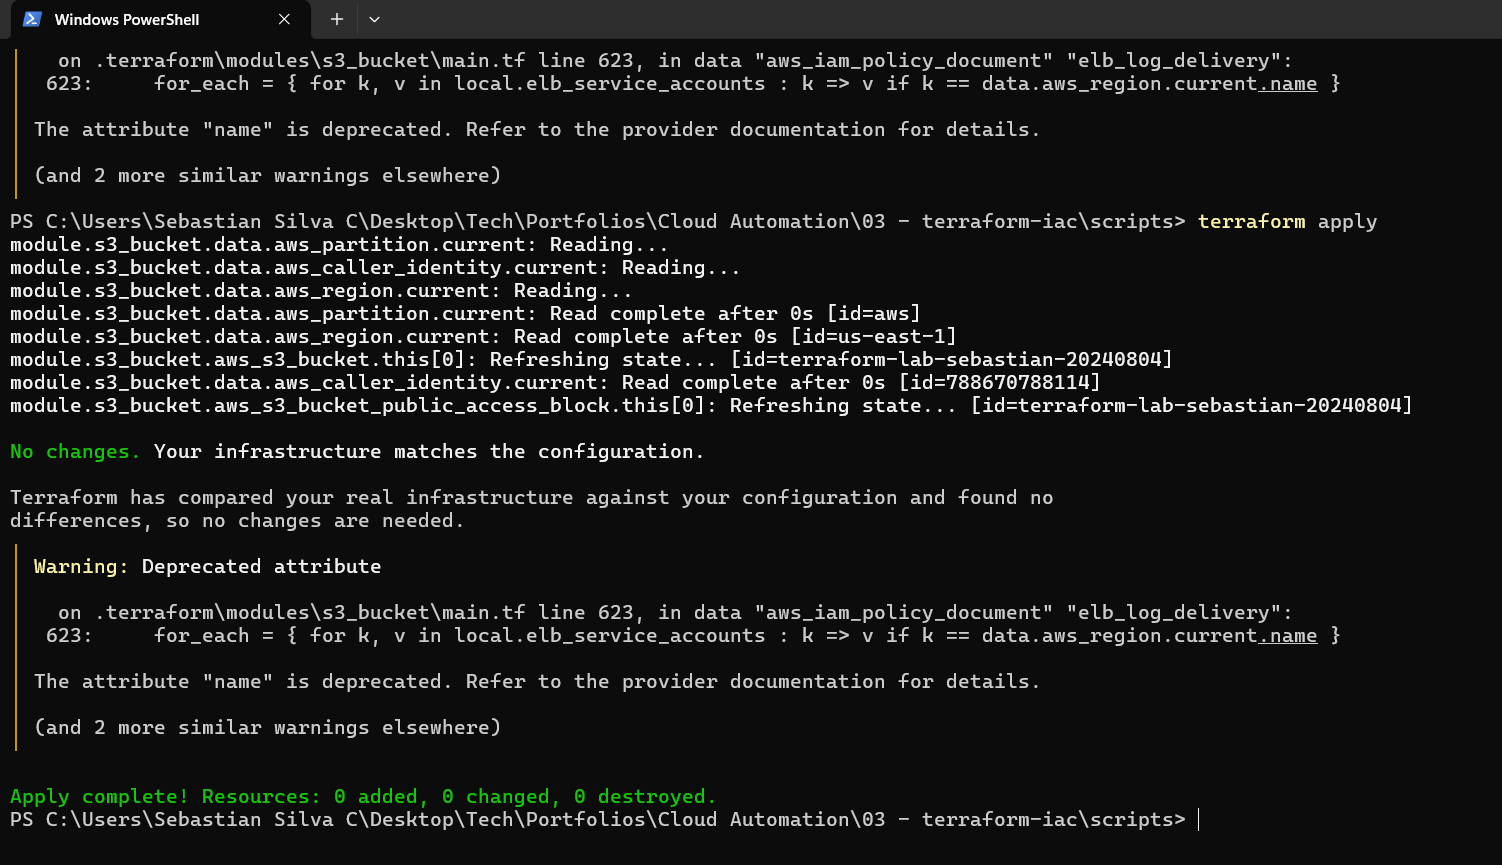 Windows PowerShell
on .terraform\modules\s3_bucket\main.tf line 623, in data "aws_iam_policy_document" "elb_log_delivery":
623:     for_each = { for k, v in local.elb_service_accounts : k => v if k == data.aws_region.current.name }
The attribute "name" is deprecated. Refer to the provider documentation for details.
(and 2 more similar warnings elsewhere)
PS C:\Users\Sebastian Silva C\Desktop\Tech\Portfolios\Cloud Automation\03 - terraform-iac\scripts> terraform apply
module.s3_bucket.data.aws_partition.current: Reading...
module.s3_bucket.data.aws_caller_identity.current: Reading...
module.s3_bucket.data.aws_region.current: Reading...
module.s3_bucket.data.aws_partition.current: Read complete after 0s [id=aws]
module.s3_bucket.data.aws_region.current: Read complete after 0s [id=us-east-1]
module.s3_bucket.aws_s3_bucket.this[0]: Refreshing state... [id=terraform-lab-sebastian-20240804]
module.s3_bucket.data.aws_caller_identity.current: Read complete after 0s [id=788670788114]
module.s3_bucket.aws_s3_bucket_public_access_block.this[0]: Refreshing state... [id=terraform-lab-sebastian-20240804]
No changes. Your infrastructure matches the configuration.
Terraform has compared your real infrastructure against your configuration and found no
differences, so no changes are needed.
Warning: Deprecated attribute
on .terraform\modules\s3_bucket\main.tf line 623, in data "aws_iam_policy_document" "elb_log_delivery":
623:     for_each = { for k, v in local.elb_service_accounts : k => v if k == data.aws_region.current.name }
The attribute "name" is deprecated. Refer to the provider documentation for details.
(and 2 more similar warnings elsewhere)
Apply complete! Resources: 0 added, 0 changed, 0 destroyed.
PS C:\Users\Sebastian Silva C\Desktop\Tech\Portfolios\Cloud Automation\03 - terraform-iac\scripts>